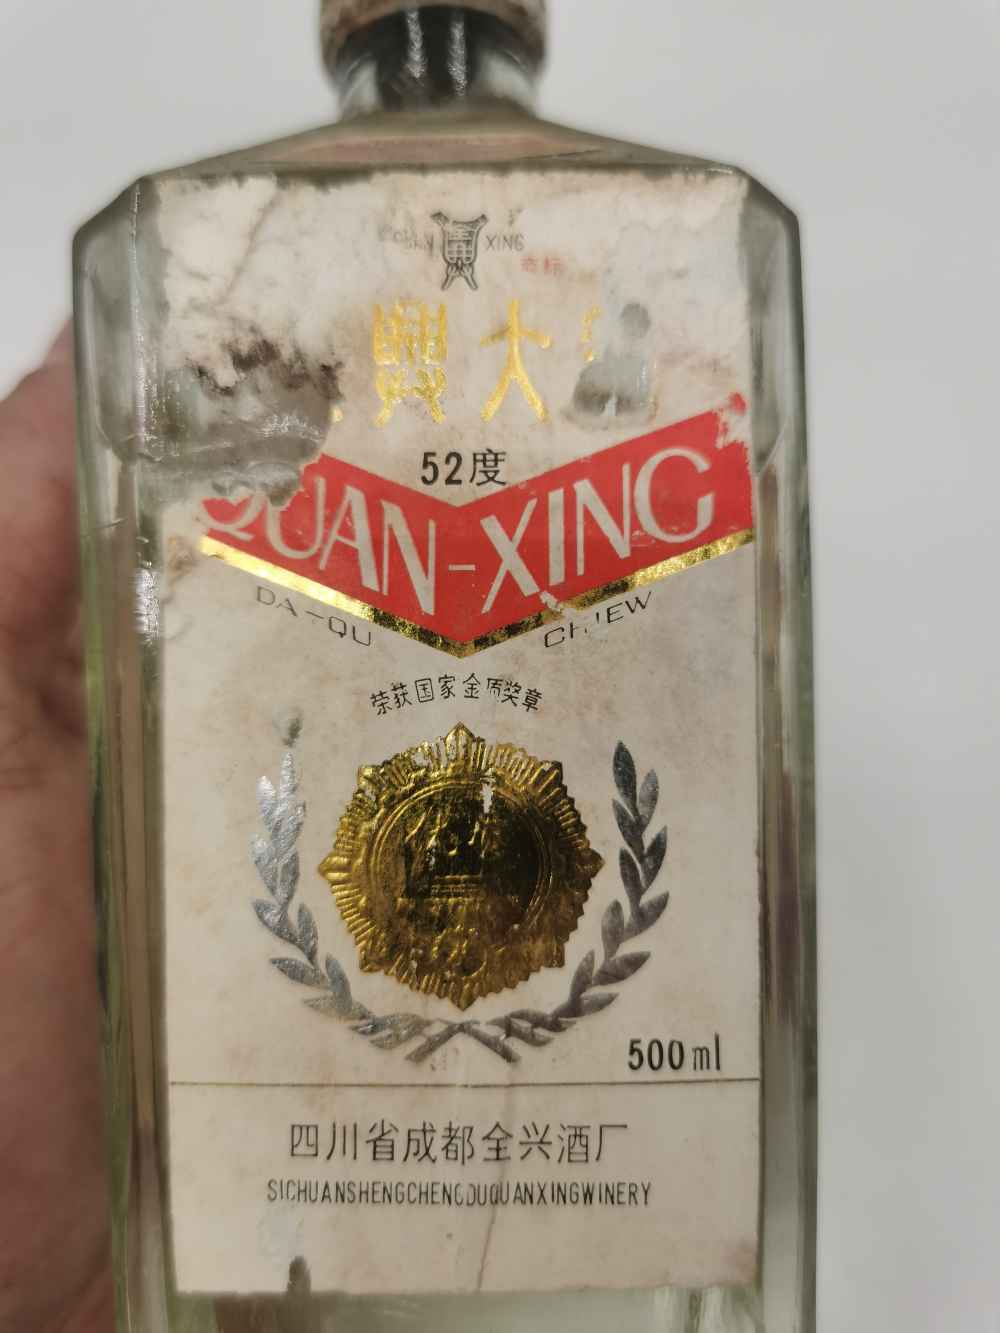 XING
商标
興大
52度
QUAN-XING
DA-QU CHIEW
荣获国家金质奖章
500ml
四川省成都全兴酒厂
SICHUANSHENGCHENGDUQUANXINGWINERY